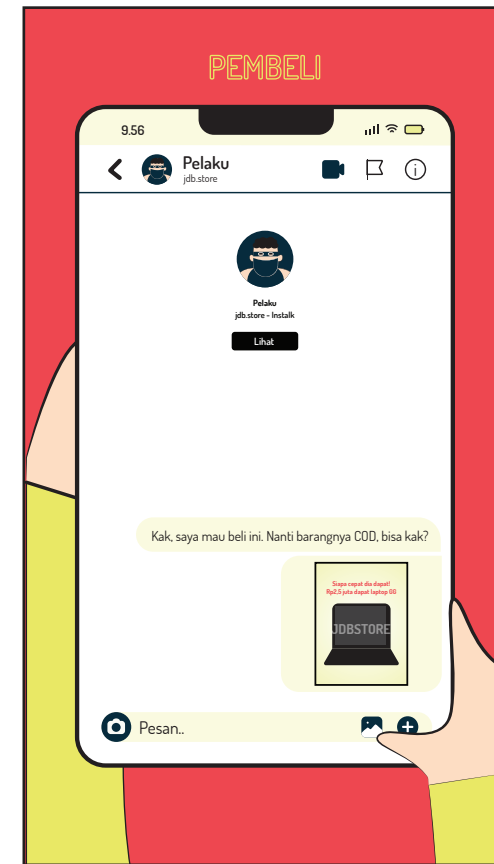 PEMBELI
9.56
Pelaku
jdb.store
Pelaku
jdb.store - Instalk
Lihat
Kak, saya mau beli ini. Nanti barangnya COD, bisa kak?
Siapa cepat dia dapat!
Rp2,5 juta dapat laptop GG
JDBSTORE
Pesan..